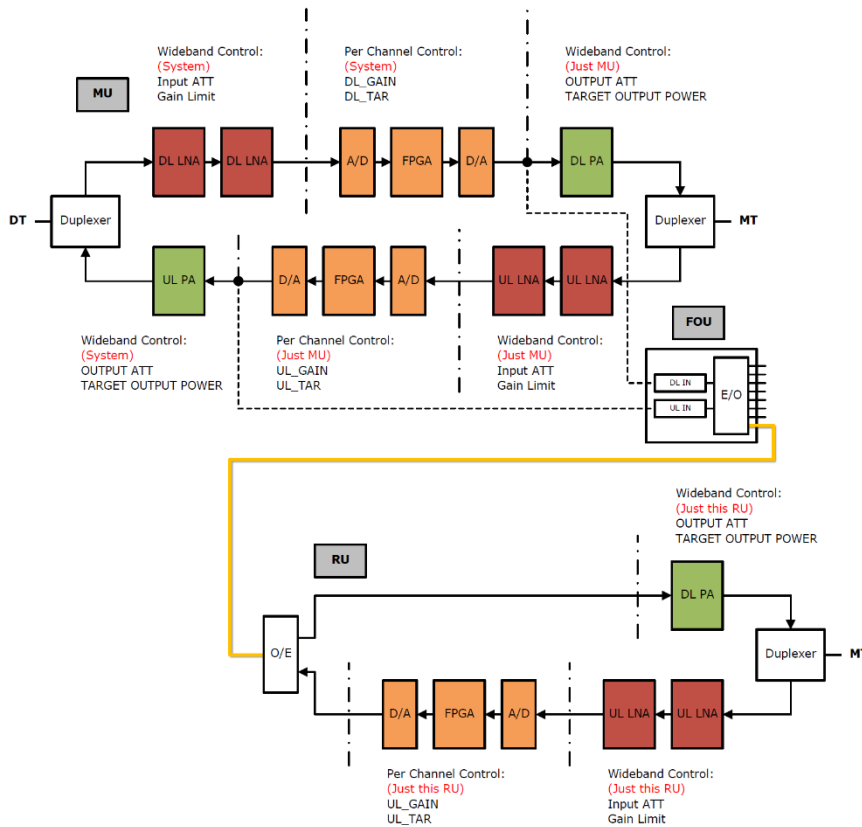 Wideband Control:
(System)
Input ATT
Gain Limit
Per Channel Control:
(System)
DL_GAIN
DL_TAR
Wideband Control:
(Just MU)
OUTPUT ATT
TARGET OUTPUT POWER
MU
DL LNA
DL LNA
A/D
FPGA
D/A
DL PA
DT
Duplexer
Duplexer
MT
UL PA
D/A
FPGA
A/D
UL LNA
UL LNA
Wideband Control:
(System)
OUTPUT ATT
TARGET OUTPUT POWER
Per Channel Control:
(Just MU)
UL_GAIN
UL_TAR
Wideband Control:
(Just MU)
Input ATT
Gain Limit
FOU
DL IN
UL IN
E/O
Wideband Control:
(Just this RU)
OUTPUT ATT
TARGET OUTPUT POWER
RU
DL PA
O/E
Duplexer
MT
D/A
FPGA
A/D
UL LNA
UL LNA
Per Channel Control:
(Just this RU)
UL_GAIN
UL_TAR
Wideband Control:
(Just this RU)
Input ATT
Gain Limit